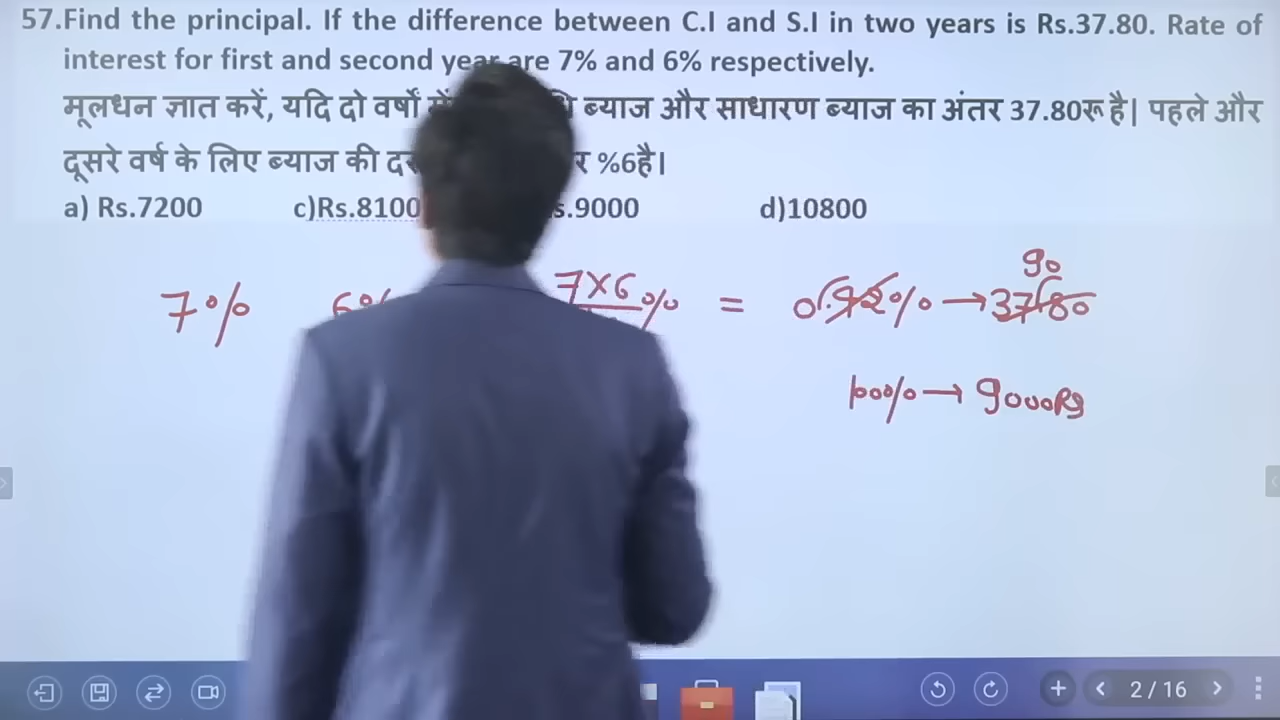 57.Find the principal. If the difference between C.I and S.I in two years is Rs.37.80. Rate of
interest for first and second year are 7% and 6% respectively.
मूलधन ज्ञात करें, यदि दो वर्षों ब्याज और साधारण ब्याज का अंतर 37.80रू है| पहले और
दूसरे वर्ष के लिए ब्याज की %6है।
a) Rs.7200 c)Rs.8100 s.9000 d)10800
7% 6% 7×6 % = 0.42% → 37.80
90
100% → 9000Rs
2 / 16